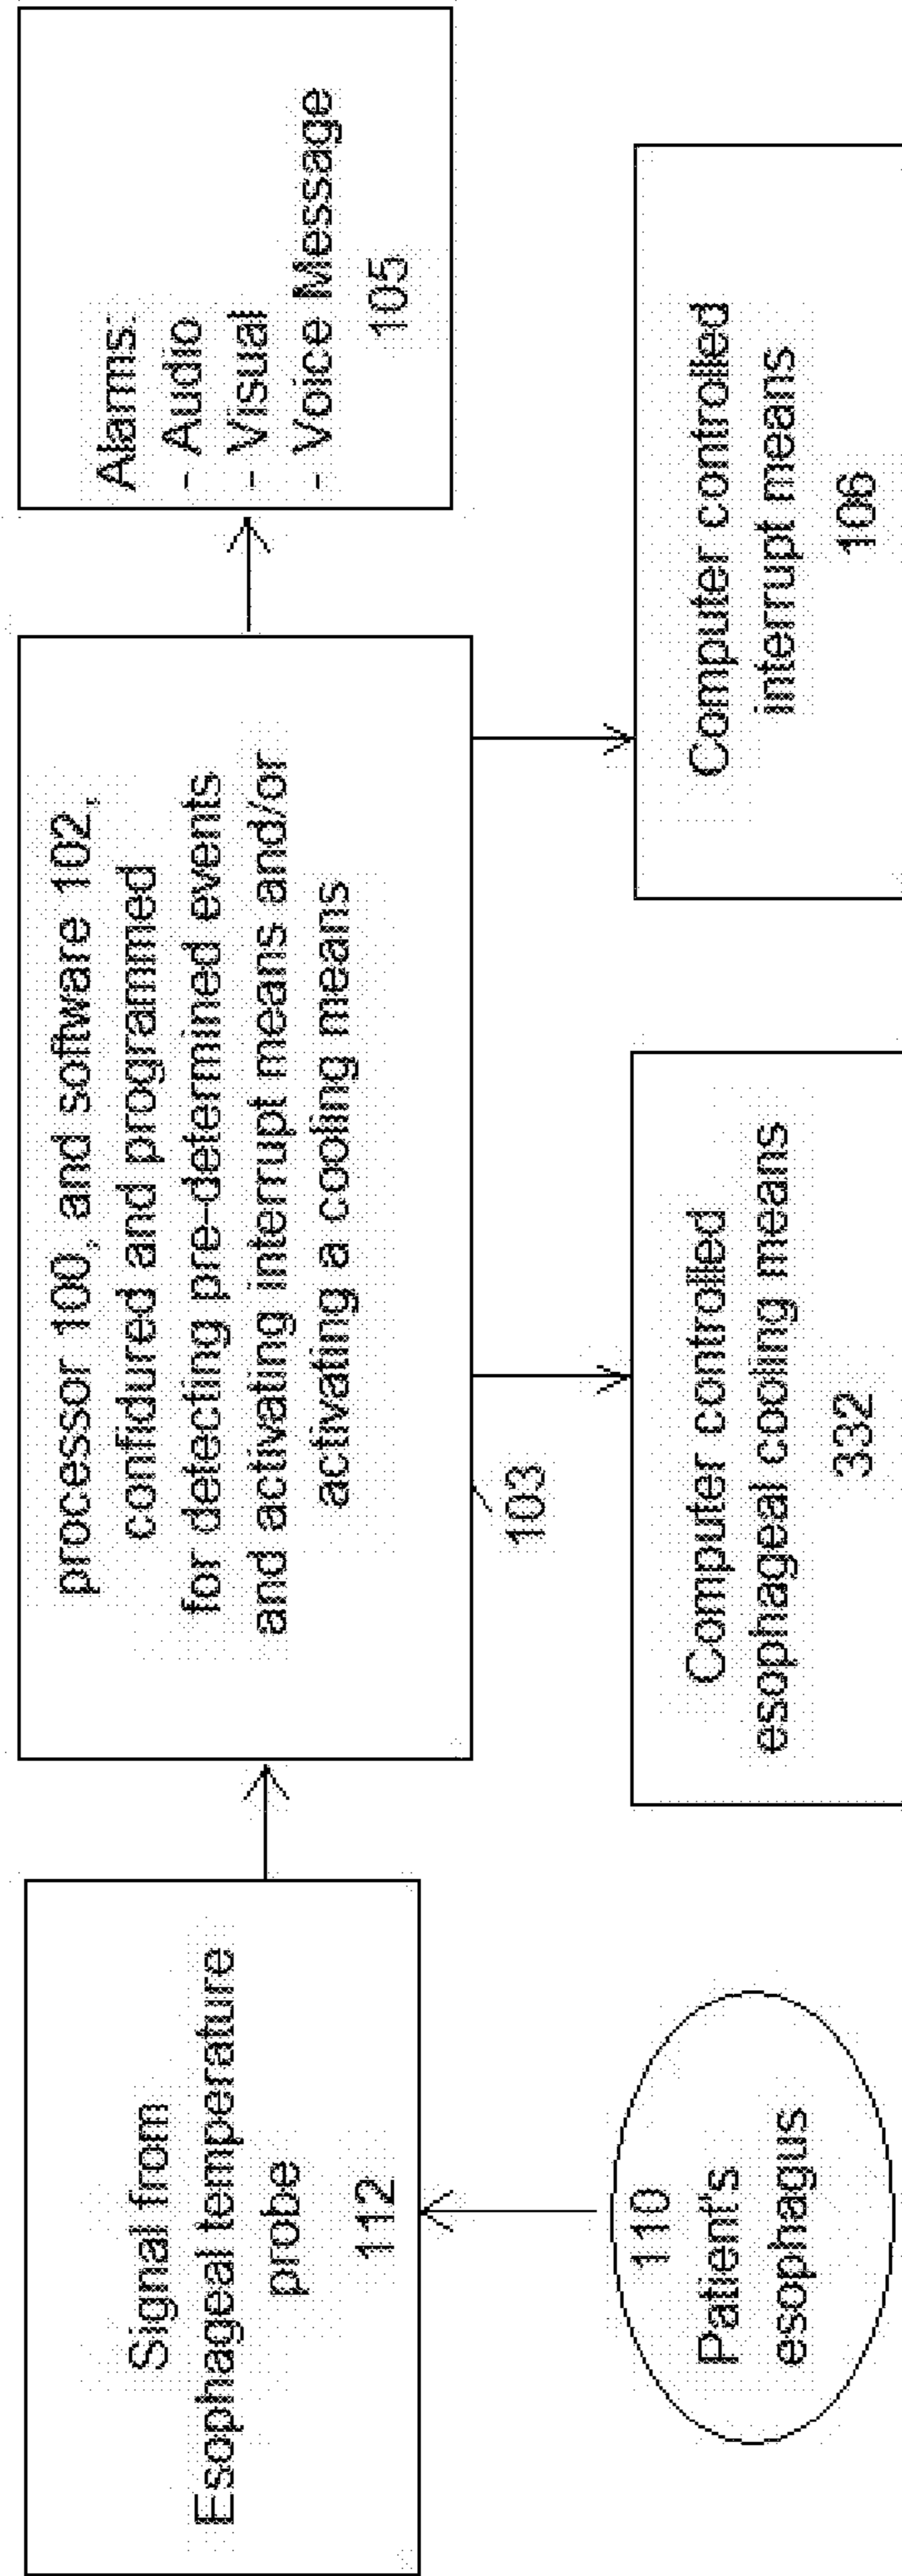 Signal from
Esophageal temperature
probe
112
110
Patient's
esophagus
processor 100, and software 102,
confidured and programmed
for detecting pre-determined events
and activating interrupt means and/or
activating a cooling means
103
Computer controlled
esophageal cooling means
332
Computer controlled
interrupt means
106
Alarms:
- Audio
- Visual
- Voice Message
105